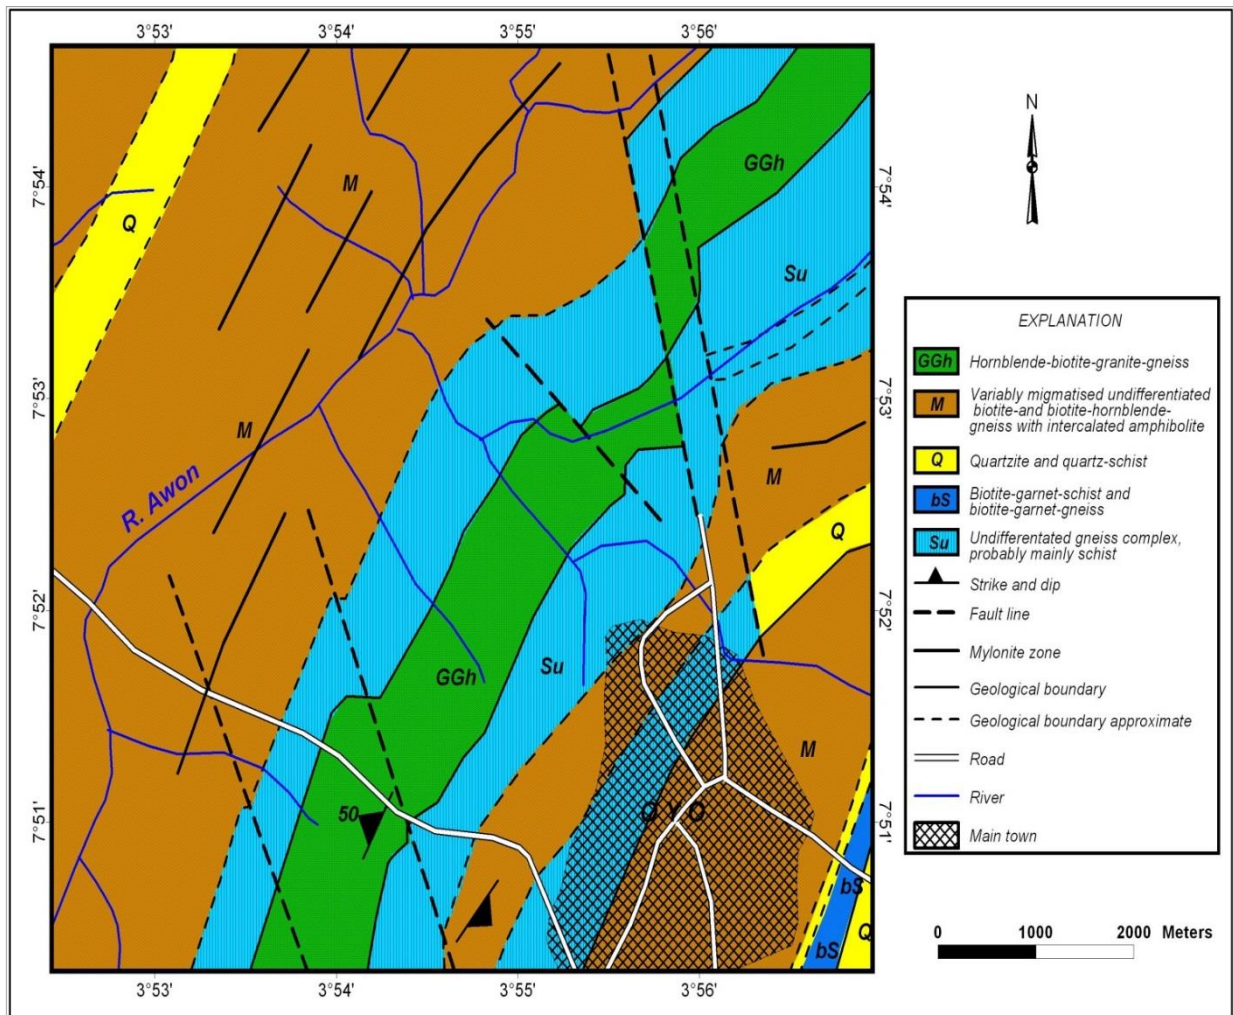 3°53' 3°54' 3°55' 3°56'
N
7°54' 7°54'
M
GGh
Q
Su
7°53' 7°53'
M
R. Awon
M
Q
7°52' 7°52'
GGh
Su
M
7°51' 7°51'
50
O Y O
bS
Q
bS
3°53' 3°54' 3°55' 3°56'
EXPLANATION
GGh Hornblende-biotite-granite-gneiss
M Variably migmatised undifferentiated
biotite-and biotite-hornblende-
gneiss with intercalated amphibolite
Q Quartzite and quartz-schist
bS Biotite-garnet-schist and
biotite-garnet-gneiss
Su Undifferentated gneiss complex,
probably mainly schist
Strike and dip
Fault line
Mylonite zone
Geological boundary
Geological boundary approximate
Road
River
Main town
0 1000 2000 Meters